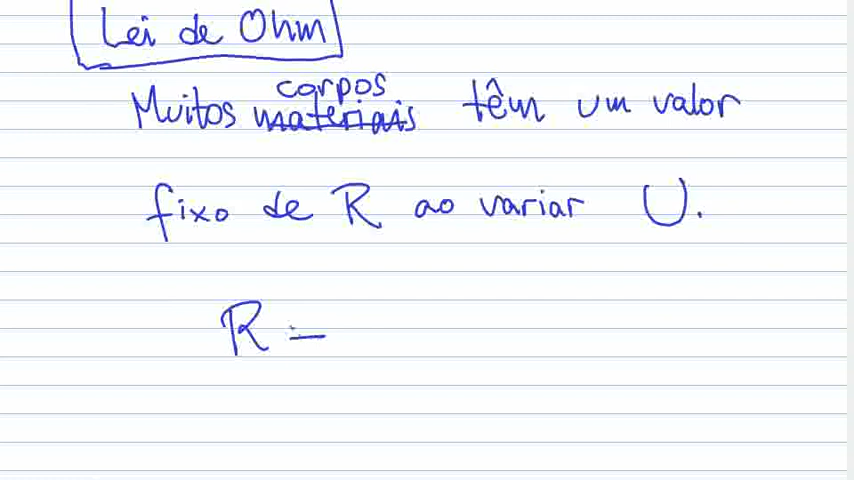 Lei de Ohm
corpos
Muitos materiais têm um valor
fixo de R ao variar U.
R =